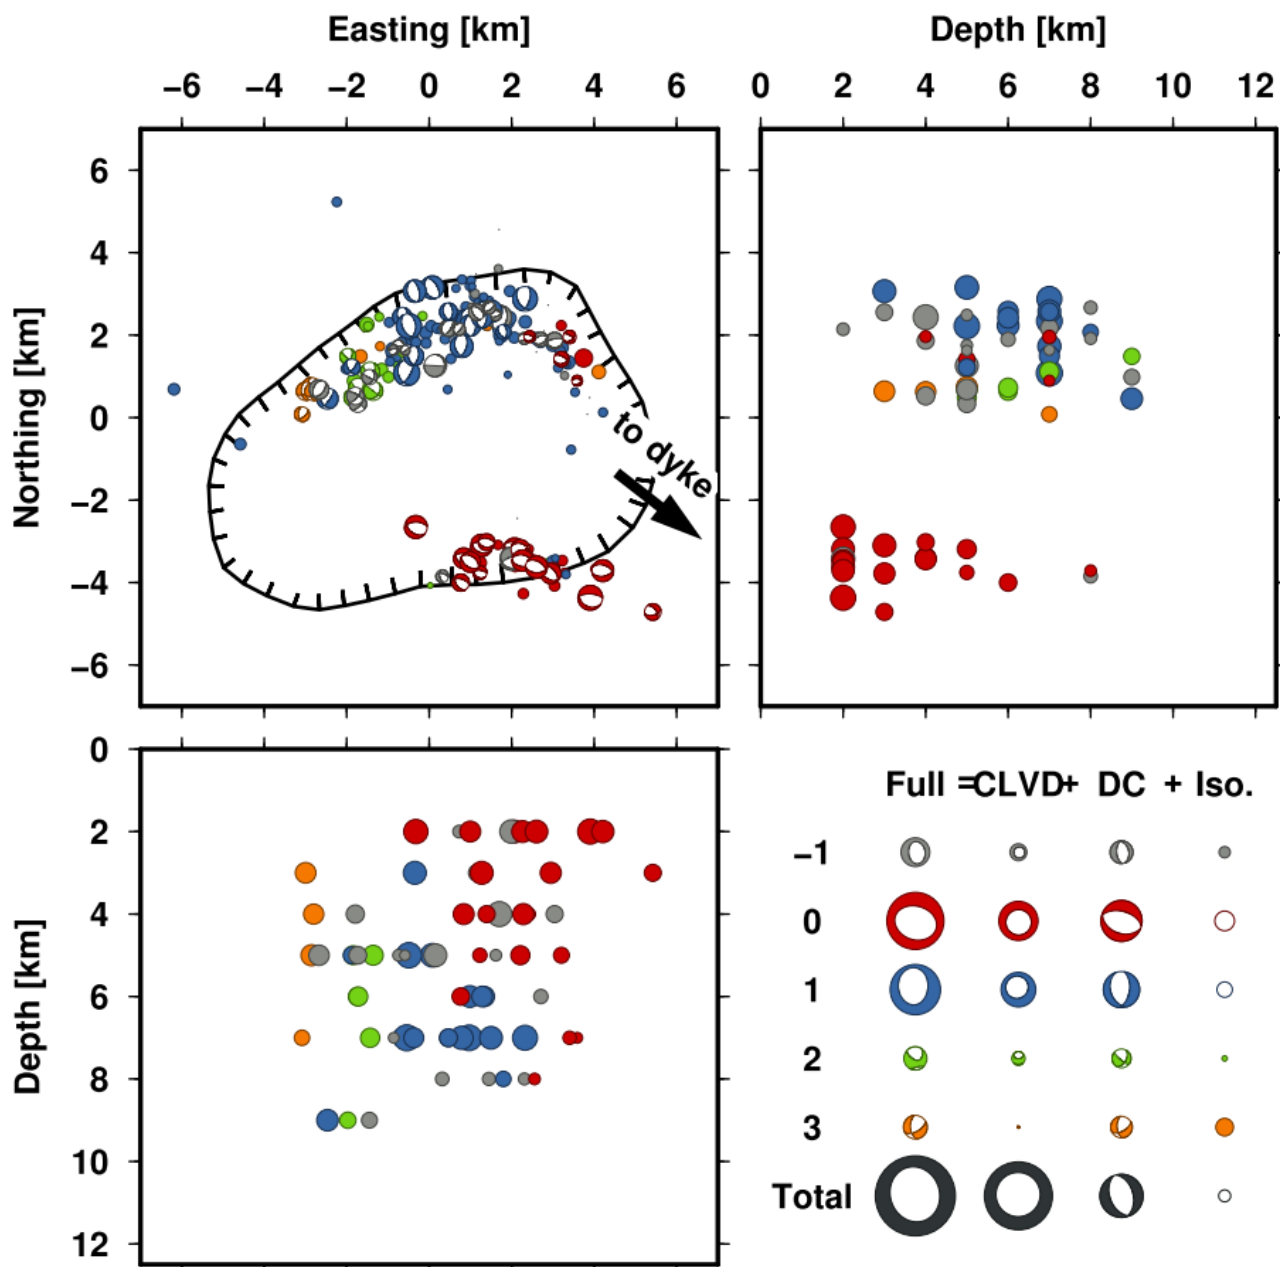 Easting [km]
Depth [km]
−6 −4 −2 0 2 4 6
0 2 4 6 8 10 12
6
4
2
0
−2
−4
−6
Northing [km]
to dyke
0
2
4
6
8
10
12
Depth [km]
Full =CLVD+ DC + Iso.
−1
0
1
2
3
Total